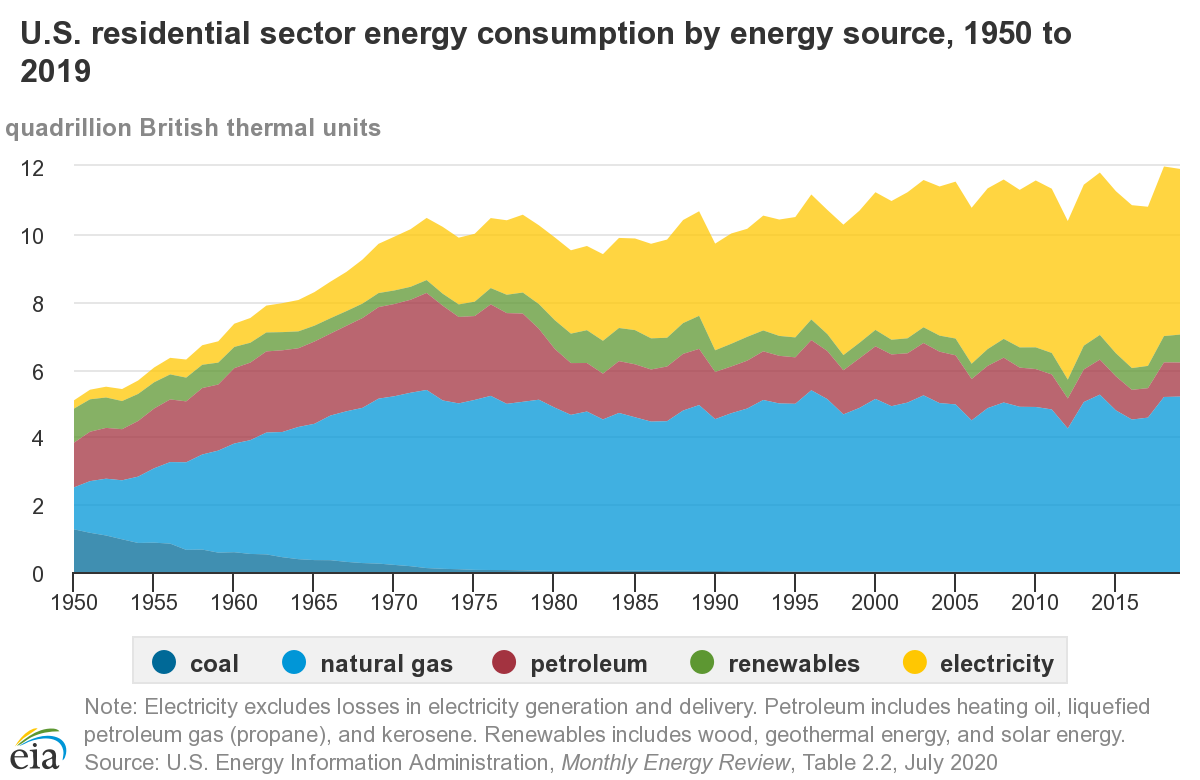 U.S. residential sector energy consumption by energy source, 1950 to
2019
quadrillion British thermal units
12
10
8
6
4
2
0
1950 1955 1960 1965 1970 1975 1980 1985 1990 1995 2000 2005 2010 2015
coal natural gas petroleum renewables electricity
Note: Electricity excludes losses in electricity generation and delivery. Petroleum includes heating oil, liquefied
petroleum gas (propane), and kerosene. Renewables includes wood, geothermal energy, and solar energy.
Source: U.S. Energy Information Administration, Monthly Energy Review, Table 2.2, July 2020
eia